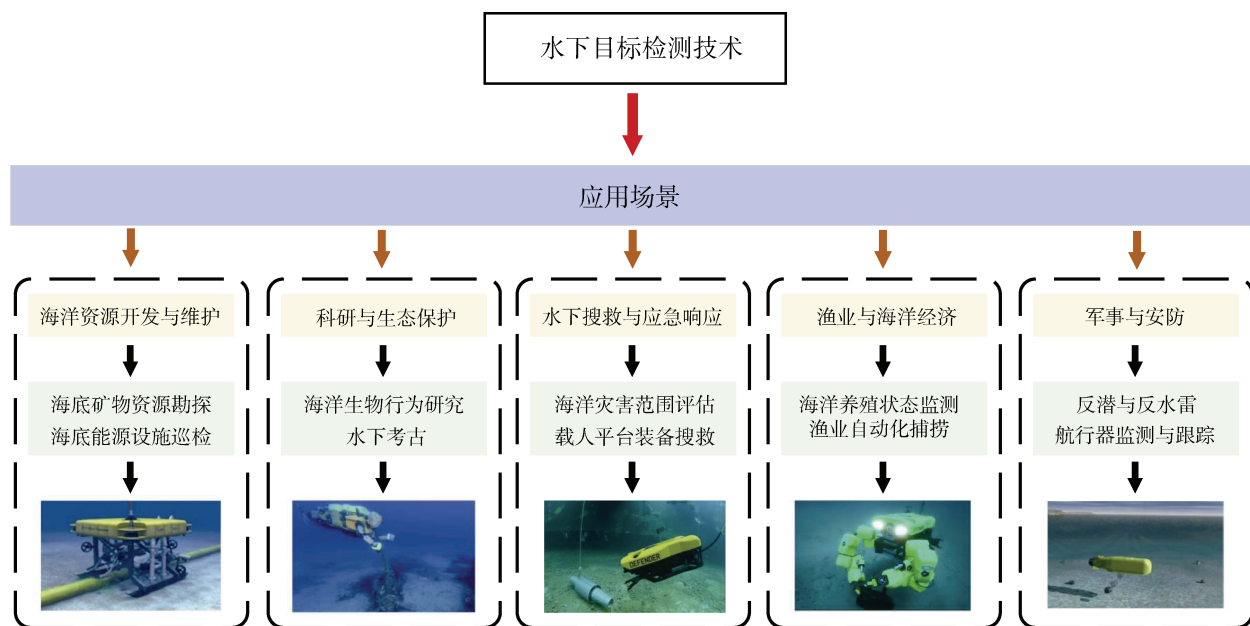 水下目标检测技术
应用场景
海洋资源开发与维护
海底矿物资源勘探
海底能源设施巡检
科研与生态保护
海洋生物行为研究
水下考古
水下搜救与应急响应
海洋灾害范围评估
载人平台装备搜救
DEFENDER
渔业与海洋经济
海洋养殖状态监测
渔业自动化捕捞
军事与安防
反潜与反水雷
航行器监测与跟踪